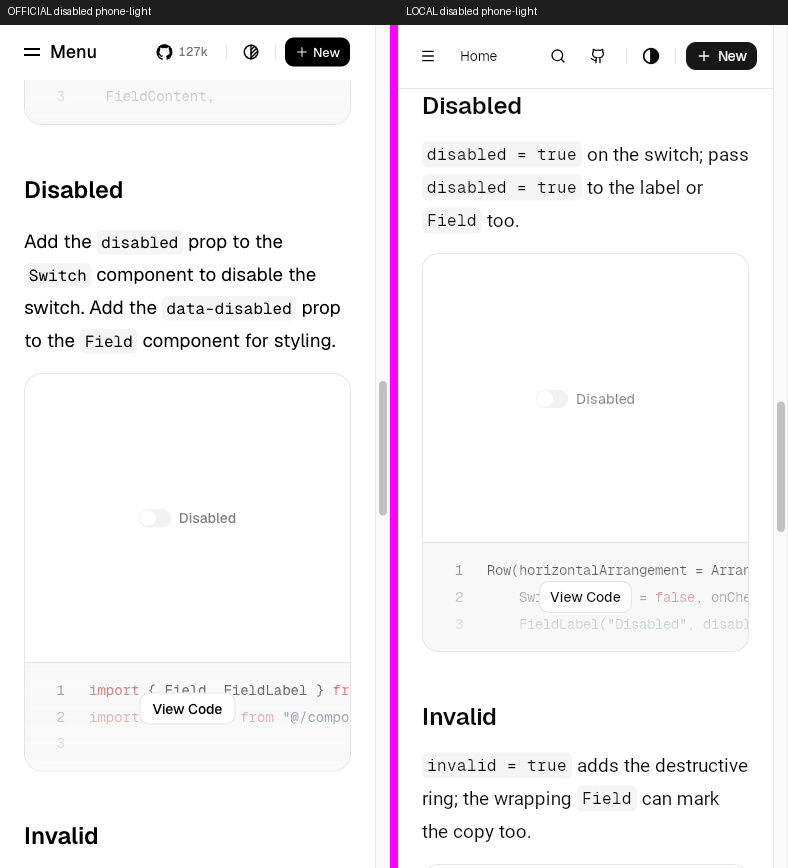 OFFICIAL disabled phone-light
Menu
127k
New
3 FieldContent,
Disabled
Add the disabled prop to the
Switch component to disable the
switch. Add the data-disabled prop
to the Field component for styling.
Disabled
1 import { Field, FieldLabel } fr
2 import from "@/compo
View Code
3
Invalid
LOCAL disabled phone-light
Home
New
Disabled
disabled = true on the switch; pass
disabled = true to the label or
Field too.
Disabled
1 Row(horizontalArrangement = Arran
2 Swi = false, onChe
View Code
3 FieldLabel("Disabled", disabl
Invalid
invalid = true adds the destructive
ring; the wrapping Field can mark
the copy too.